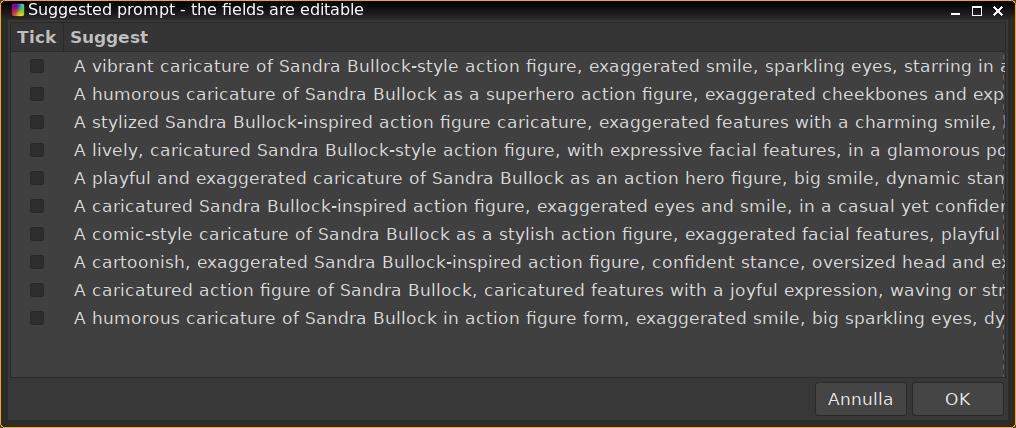 Suggested prompt - the fields are editable
Tick Suggest
A vibrant caricature of Sandra Bullock-style action figure, exaggerated smile, sparkling eyes, starring in
A humorous caricature of Sandra Bullock as a superhero action figure, exaggerated cheekbones and exp
A stylized Sandra Bullock-inspired action figure caricature, exaggerated features with a charming smile,
A lively, caricatured Sandra Bullock-style action figure, with expressive facial features, in a glamorous po
A playful and exaggerated caricature of Sandra Bullock as an action hero figure, big smile, dynamic stan
A caricatured Sandra Bullock-inspired action figure, exaggerated eyes and smile, in a casual yet confider
A comic-style caricature of Sandra Bullock as a stylish action figure, exaggerated facial features, playful
A cartoonish, exaggerated Sandra Bullock-inspired action figure, confident stance, oversized head and ex
A caricatured action figure of Sandra Bullock, caricatured features with a joyful expression, waving or str
A humorous caricature of Sandra Bullock in action figure form, exaggerated smile, big sparkling eyes, dy
Annulla OK